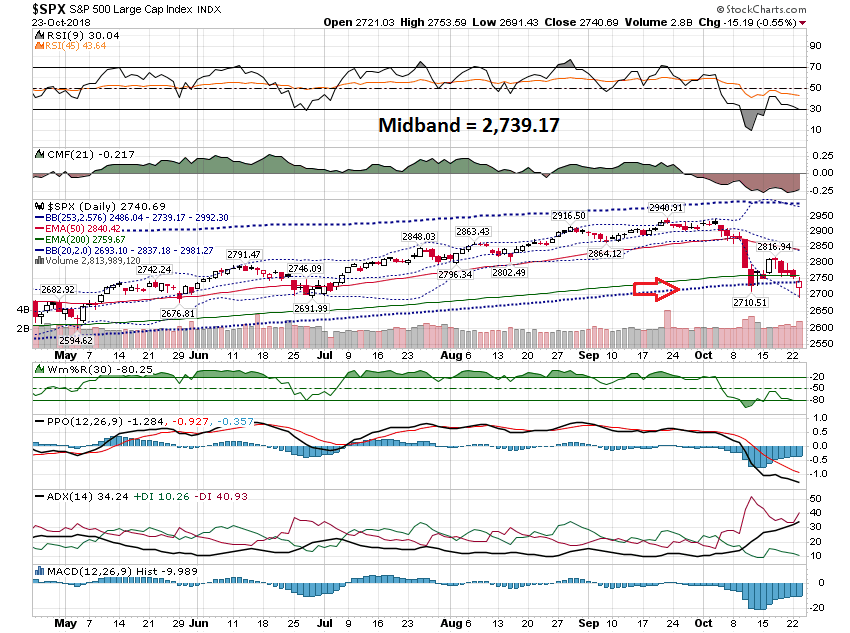 $SPX S&P 500 Large Cap Index INDX
© StockCharts.com
23-Oct-2018
Open 2721.03 High 2753.59 Low 2691.43 Close 2740.69 Volume 2.8B Chg -15.19 (-0.55%)
RSI(9) 30.04
RSI(45) 43.64
90
70
50
30
10
Midband = 2,739.17
CMF(21) -0.217
0.25
0.00
-0.25
$SPX (Daily) 2740.69
BB(253,2.576) 2486.04 - 2739.17 - 2992.30
EMA(50) 2840.42
EMA(200) 2759.67
BB(20,2.0) 2693.10 - 2837.18 - 2981.27
Volume 2,813,989,120
2682.92
2594.62
2742.24
2676.81
2791.47
2746.09
2691.99
2848.03
2796.34
2863.43
2802.49
2916.50
2864.12
2940.91
2710.51
2816.94
2950
2900
2850
2800
2750
2700
2650
2600
2550
4B
2B
May 7 14 21 29 Jun 11 18 25 Jul 9 16 23 Aug 6 13 20 27 Sep 10 17 24 Oct 8 15 22
Wm%R(30) -80.25
-20
-50
-80
PPO(12,26,9) -1.284, -0.927, -0.357
1.0
0.5
0.0
-0.5
-1.0
ADX(14) 34.24 +DI 10.26 -DI 40.93
50
40
30
20
10
MACD(12,26,9) Hist -9.989
0
-20
May 7 14 21 29 Jun 11 18 25 Jul 9 16 23 Aug 6 13 20 27 Sep 10 17 24 Oct 8 15 22